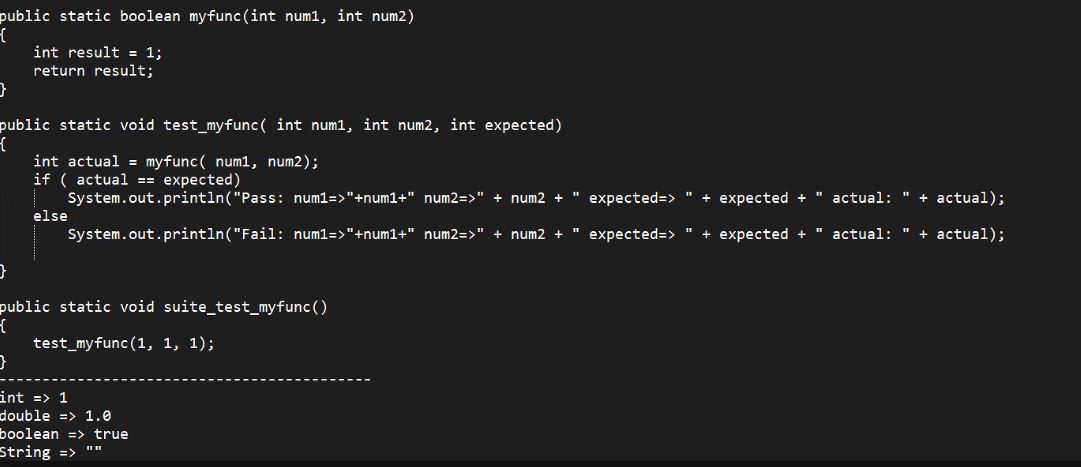 public static boolean myfunc(int num1, int num2)
{
    int result = 1;
    return result;
}

public static void test_myfunc( int num1, int num2, int expected)
{
    int actual = myfunc( num1, num2);
    if ( actual == expected)
        System.out.println("Pass: num1=>"+num1+" num2=>" + num2 + " expected=> " + expected + " actual: " + actual);
    else
        System.out.println("Fail: num1=>"+num1+" num2=>" + num2 + " expected=> " + expected + " actual: " + actual);

}

public static void suite_test_myfunc()
{
    test_myfunc(1, 1, 1);
}
-------------------------------------------
int => 1
double => 1.0
boolean => true
String => ""